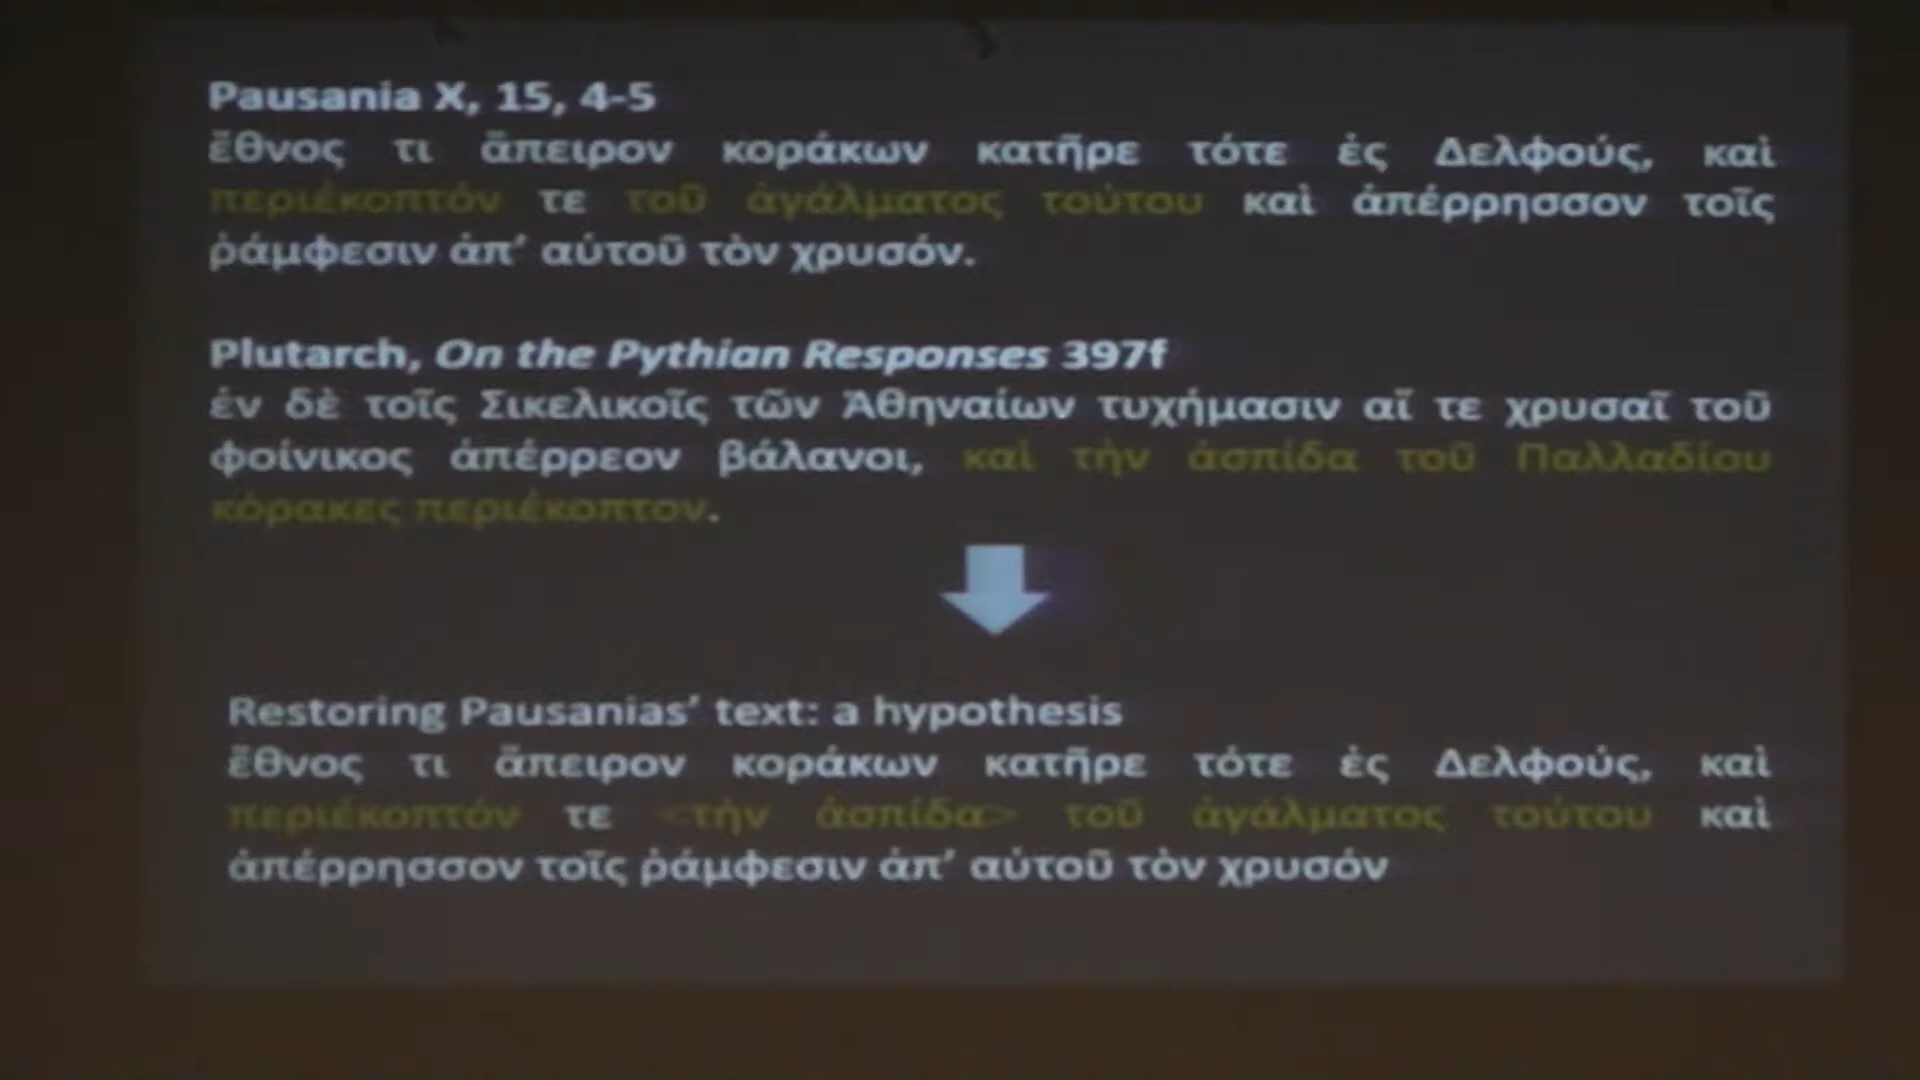 Pausania X, 15, 4-5
ἔθνος τι ἄπειρον κοράκων κατῆρε τότε ἐς Δελφούς, καὶ
περιέκοπτόν τε τοῦ ἀγάλματος τούτου καὶ ἀπέρρησσον τοῖς
ῥάμφεσιν ἀπ’ αὐτοῦ τὸν χρυσόν.
Plutarch, On the Pythian Responses 397f
ἐν δὲ τοῖς Σικελικοῖς τῶν Ἀθηναίων τυχήμασιν αἵ τε χρυσαῖ τοῦ
φοίνικος ἀπέρρεον βάλανοι, καὶ τὴν ἀσπίδα τοῦ Παλλαδίου
κόρακες περιέκοπτον.
Restoring Pausanias’ text: a hypothesis
ἔθνος τι ἄπειρον κοράκων κατῆρε τότε ἐς Δελφούς, καὶ
περιέκοπτόν τε <τὴν ἀσπίδα> τοῦ ἀγάλματος τούτου καὶ
ἀπέρρησσον τοῖς ῥάμφεσιν ἀπ’ αὐτοῦ τὸν χρυσόν